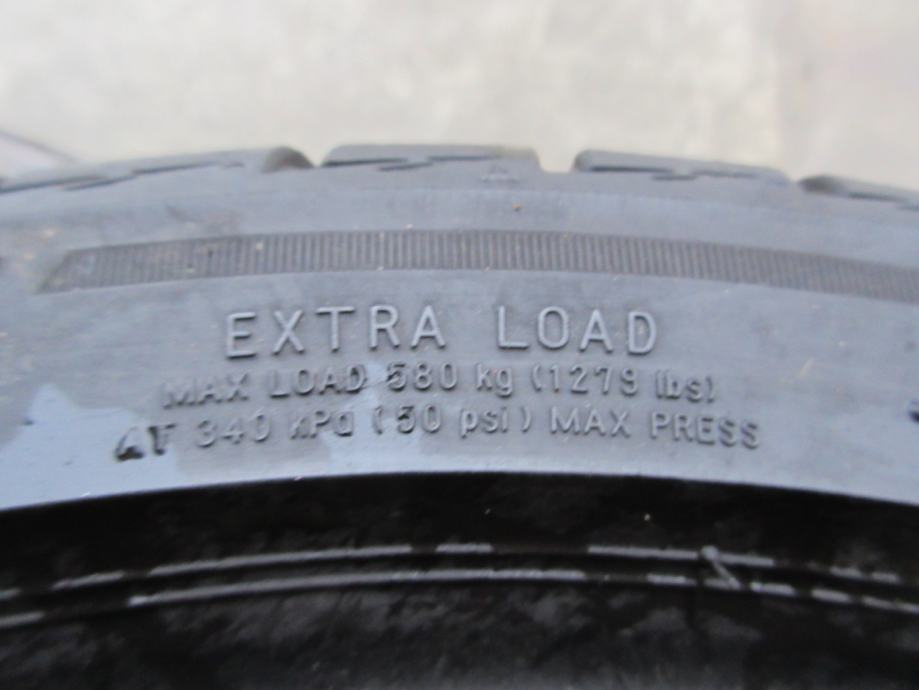 EXTRA LOAD
MAX LOAD 580 kg (1279 lbs)
AT 340 kPa (50 psi) MAX PRESS